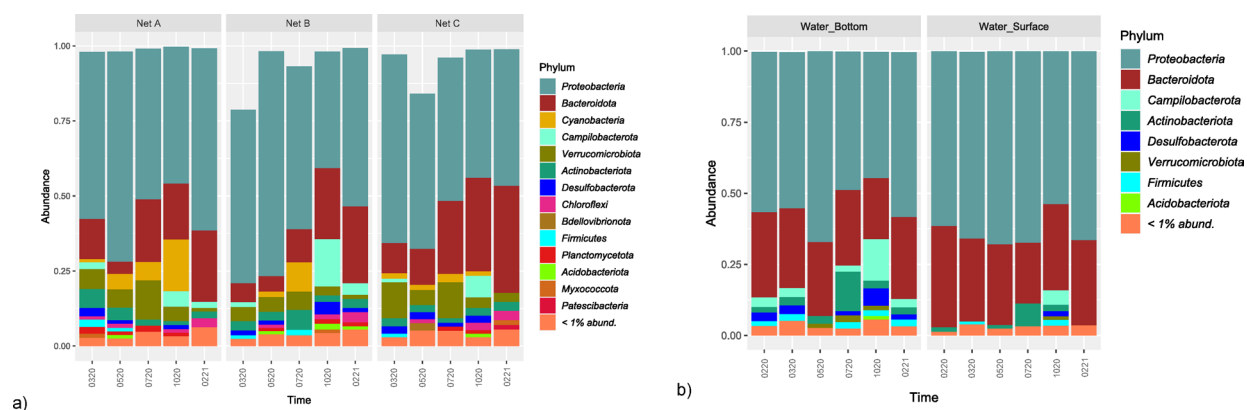 Net A
Net B
Net C
Abundance
1.00
0.75
0.50
0.25
0.00
0320
0520
0720
1020
0221
0320
0520
0720
1020
0221
0320
0520
0720
1020
0221
Time
Phylum
Proteobacteria
Bacteroidota
Cyanobacteria
Campilobacterota
Verrucomicrobiota
Actinobacteriota
Desulfobacterota
Chloroflexi
Bdellovibrionota
Firmicutes
Planctomycetota
Acidobacteriota
Myxococcota
Patescibacteria
< 1% abund.
a)
Water_Bottom
Water_Surface
Abundance
1.00
0.75
0.50
0.25
0.00
0220
0320
0520
0720
1020
0221
0220
0320
0520
0720
1020
0221
Time
Phylum
Proteobacteria
Bacteroidota
Campilobacterota
Actinobacteriota
Desulfobacterota
Verrucomicrobiota
Firmicutes
Acidobacteriota
< 1% abund.
b)